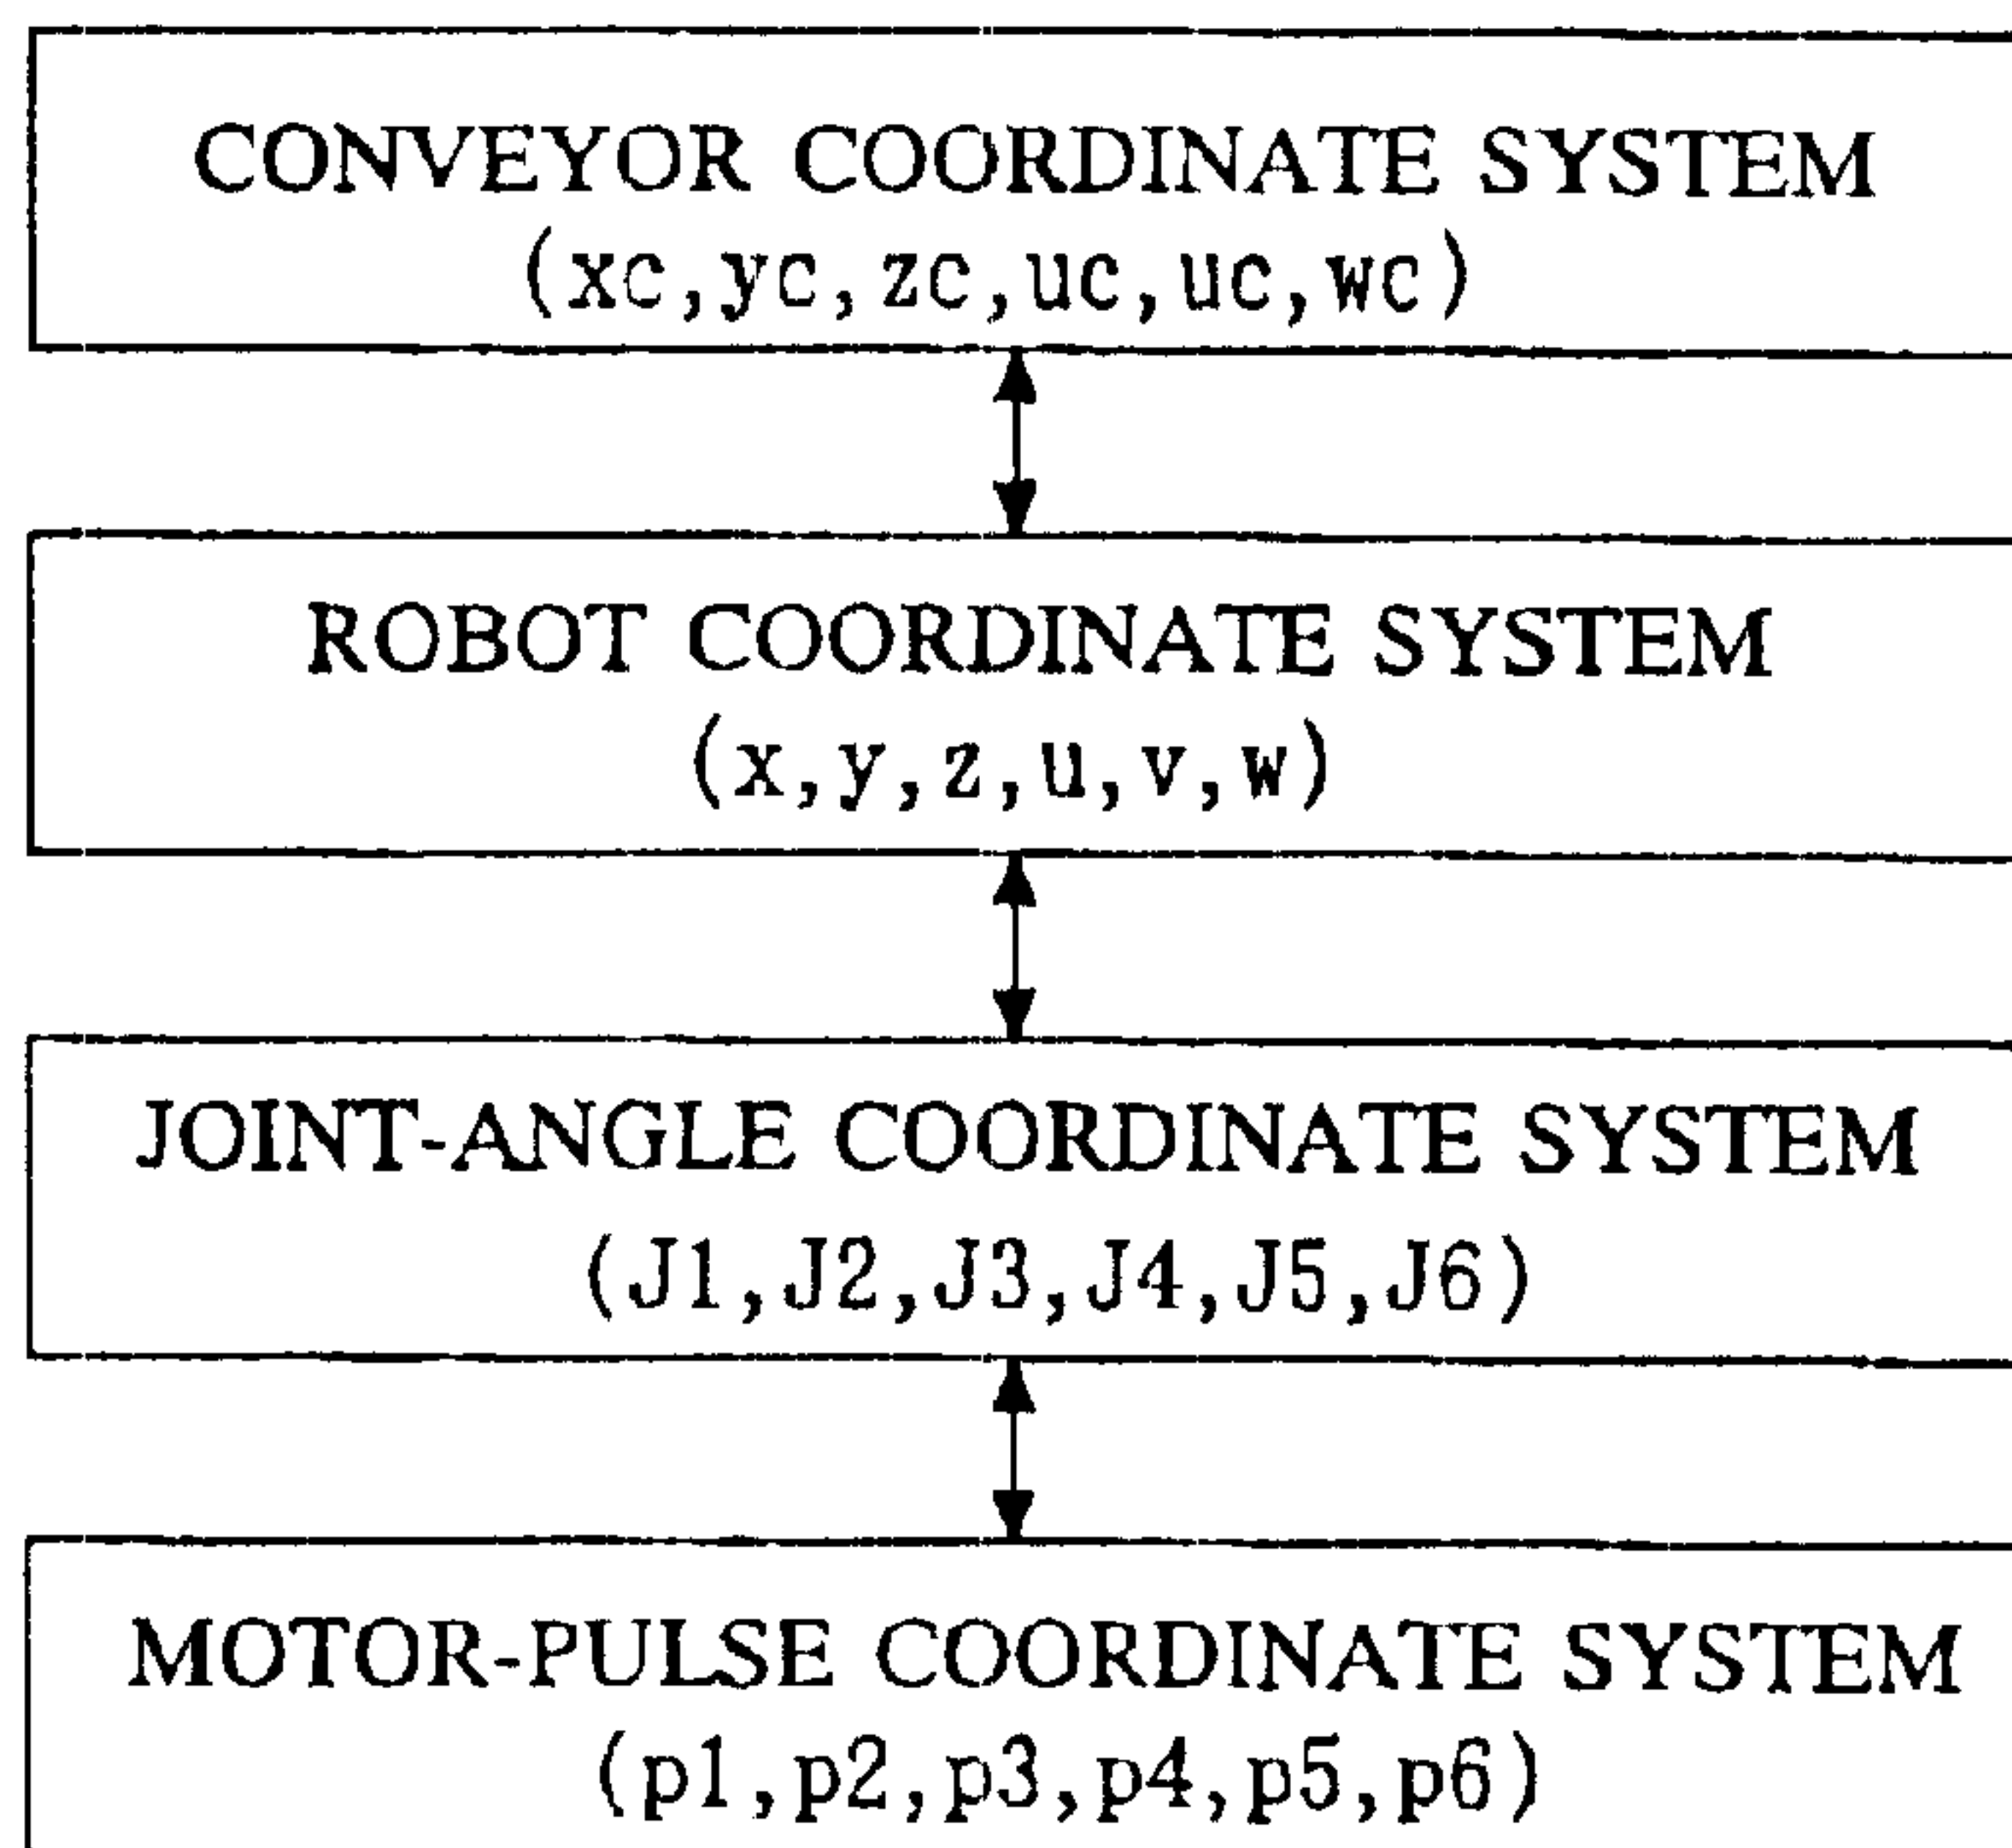 CONVEYOR COORDINATE SYSTEM
(xc,yc,zc,uc,uc,wc)
ROBOT COORDINATE SYSTEM
(x,y,z,u,v,w)
JOINT-ANGLE COORDINATE SYSTEM
(J1,J2,J3,J4,J5,J6)
MOTOR-PULSE COORDINATE SYSTEM
(p1,p2,p3,p4,p5,p6)